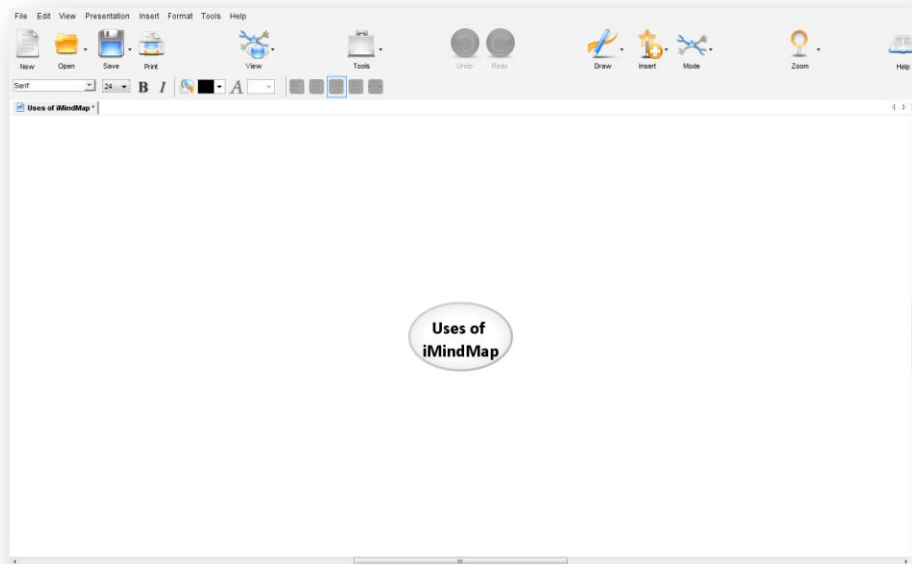 File Edit View Presentation Insert Format Tools Help
New Open Save Print View Tools Undo Redo Draw Insert Mode Zoom Help
Serif 24 B I A
Uses of iMindMap *
Uses of
iMindMap